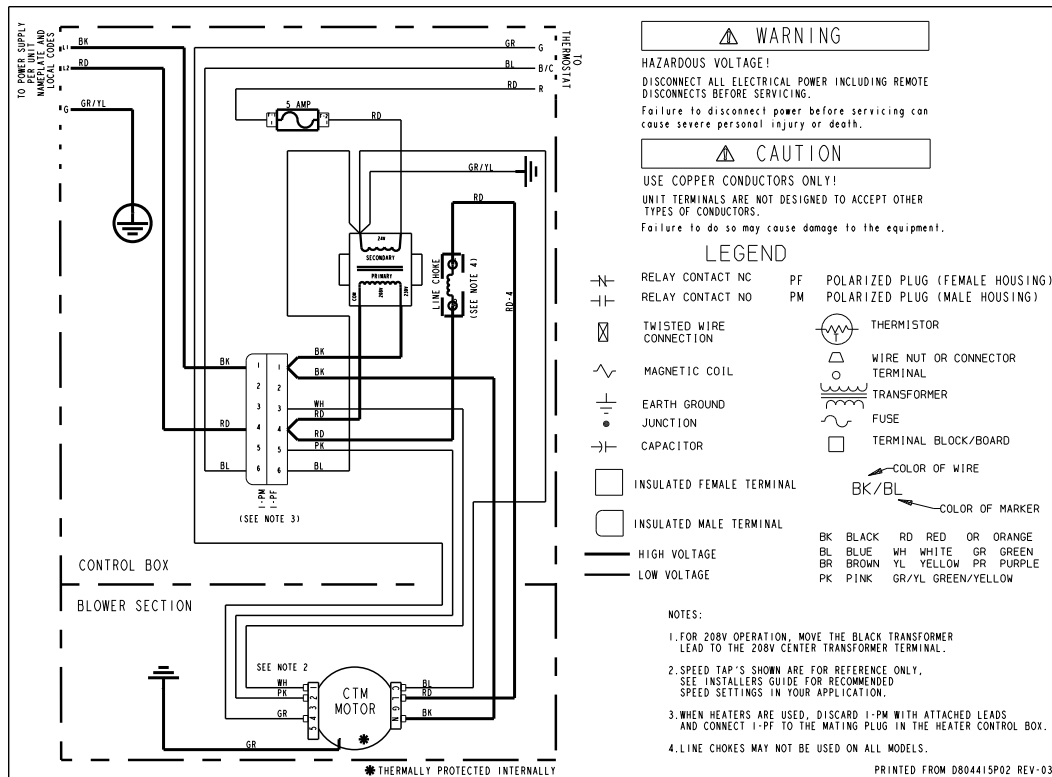 TO POWER SUPPLY
PER UNIT
NAMEPLATE AND
LOCAL CODES
L1
BK
L2
RD
G
GR/YL
GR
G
BL
B/C
RD
R
TO
THERMOSTAT
5 AMP
RD
GR/YL
RD
24V
SECONDARY
PRIMARY
COM
208V
230V
LINE CHOKE
(SEE NOTE 4)
RD-4
BK
1
1
BK
BK
2
2
3
3
WH
RD
RD
4
4
RD
5
5
PK
BL
6
6
BL
1-PM
1-PF
(SEE NOTE 3)
CONTROL BOX
BLOWER SECTION
SEE NOTE 2
WH
PK
GR
1
2
3
4
5
CTM
MOTOR
C
L
G
N
BL
RD
BK
GR
✱ THERMALLY PROTECTED INTERNALLY
WARNING
HAZARDOUS VOLTAGE!
DISCONNECT ALL ELECTRICAL POWER INCLUDING REMOTE
DISCONNECTS BEFORE SERVICING.
Failure to disconnect power before servicing can
cause severe personal injury or death.
CAUTION
USE COPPER CONDUCTORS ONLY!
UNIT TERMINALS ARE NOT DESIGNED TO ACCEPT OTHER
TYPES OF CONDUCTORS.
Failure to do so may cause damage to the equipment.
LEGEND
RELAY CONTACT NC
PF POLARIZED PLUG (FEMALE HOUSING)
RELAY CONTACT NO
PM POLARIZED PLUG (MALE HOUSING)
TWISTED WIRE
CONNECTION
THERMISTOR
WIRE NUT OR CONNECTOR
MAGNETIC COIL
TERMINAL
TRANSFORMER
EARTH GROUND
JUNCTION
FUSE
CAPACITOR
TERMINAL BLOCK/BOARD
INSULATED FEMALE TERMINAL
COLOR OF WIRE
BK/BL
COLOR OF MARKER
INSULATED MALE TERMINAL
HIGH VOLTAGE
LOW VOLTAGE
BK BLACK RD RED OR ORANGE
BL BLUE WH WHITE GR GREEN
BR BROWN YL YELLOW PR PURPLE
PK PINK GR/YL GREEN/YELLOW
NOTES:
1.FOR 208V OPERATION, MOVE THE BLACK TRANSFORMER
LEAD TO THE 208V CENTER TRANSFORMER TERMINAL.
2.SPEED TAP'S SHOWN ARE FOR REFERENCE ONLY,
SEE INSTALLERS GUIDE FOR RECOMMENDED
SPEED SETTINGS IN YOUR APPLICATION.
3.WHEN HEATERS ARE USED, DISCARD 1-PM WITH ATTACHED LEADS
AND CONNECT 1-PF TO THE MATING PLUG IN THE HEATER CONTROL BOX.
4.LINE CHOKES MAY NOT BE USED ON ALL MODELS.
PRINTED FROM D804415P02 REV-03